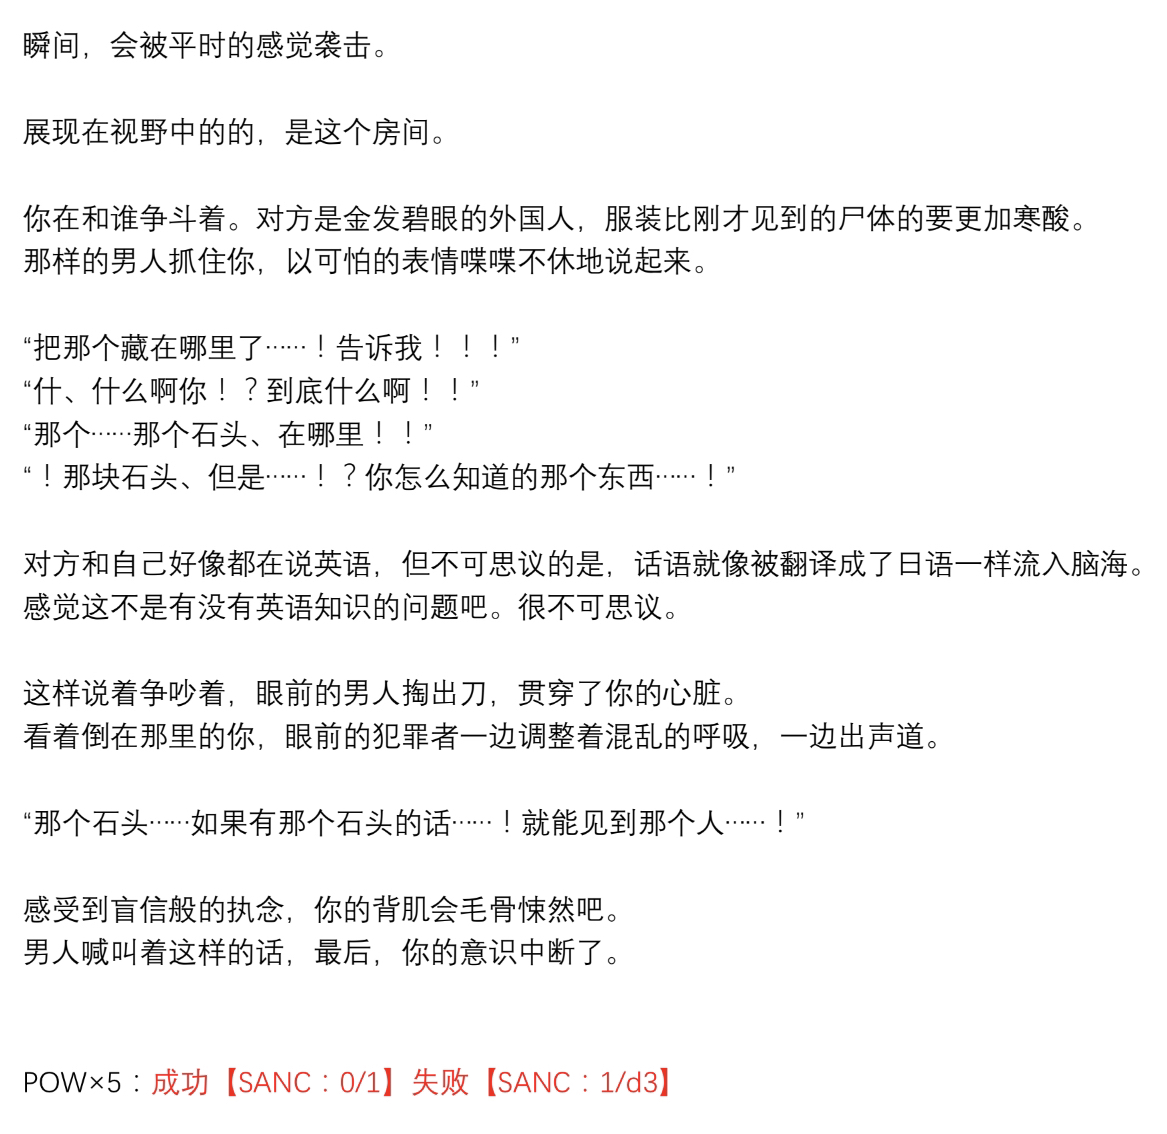 瞬间，会被平时的感觉袭击。
展现在视野中的的，是这个房间。
你在和谁争斗着。对方是金发碧眼的外国人，服装比刚才见到的尸体的要更加寒酸。
那样的男人抓住你，以可怕的表情喋喋不休地说起来。
“把那个藏在哪里了……！告诉我！！！”
“什、什么啊你！？到底什么啊！！”
“那个……那个石头、在哪里！！”
“！那块石头、但是……！？你怎么知道的那个东西……！”
对方和自己好像都在说英语，但不可思议的是，话语就像被翻译成了日语一样流入脑海。
感觉这不是有没有英语知识的问题吧。很不可思议。
这样说着争吵着，眼前的男人掏出刀，贯穿了你的心脏。
看着倒在那里的你，眼前的犯罪者一边调整着混乱的呼吸，一边出声道。
“那个石头……如果有那个石头的话……！就能见到那个人……！”
感受到盲信般的执念，你的背肌会毛骨悚然吧。
男人喊叫着这样的话，最后，你的意识中断了。
POW×5：成功【SANC：0/1】失败【SANC：1/d3】